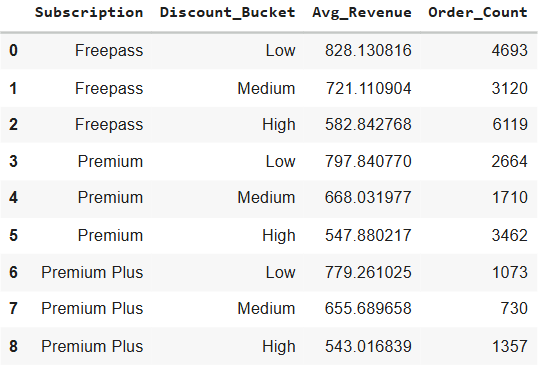 Subscription Discount_Bucket Avg_Revenue Order_Count
0 Freepass Low 828.130816 4693
1 Freepass Medium 721.110904 3120
2 Freepass High 582.842768 6119
3 Premium Low 797.840770 2664
4 Premium Medium 668.031977 1710
5 Premium High 547.880217 3462
6 Premium Plus Low 779.261025 1073
7 Premium Plus Medium 655.689658 730
8 Premium Plus High 543.016839 1357